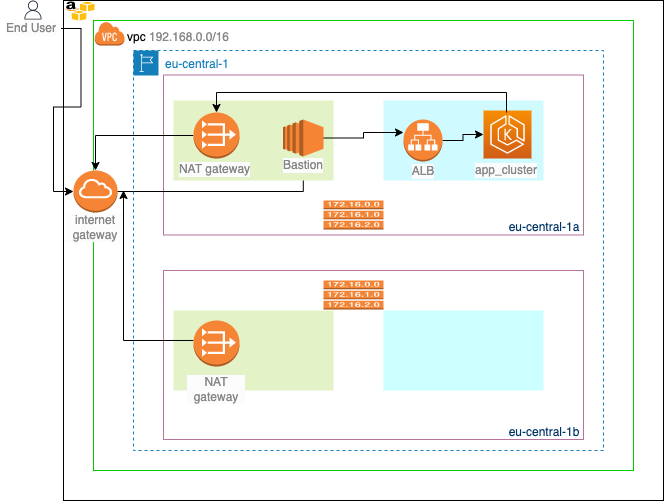 a
End User
VPC
vpc 192.168.0.0/16
eu-central-1
NAT gateway
Bastion
ALB
K
app_cluster
internet
gateway
172.16.0.0
172.16.1.0
172.16.2.0
eu-central-1a
172.16.0.0
172.16.1.0
172.16.2.0
NAT
gateway
eu-central-1b